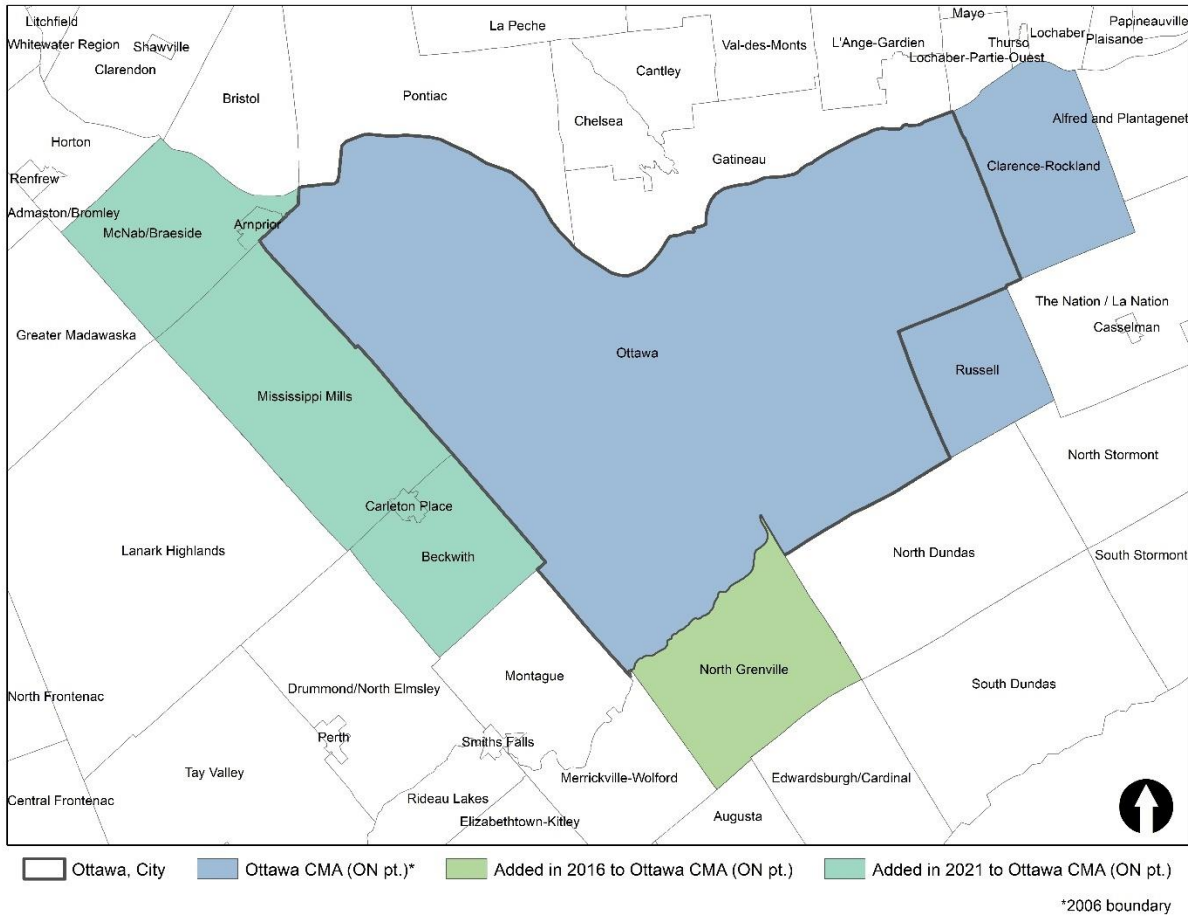 Litchfield
La Peche
Mayo
Papineauville
Whitewater Region
Shawville
Val-des-Monts
L'Ange-Gardien
Thurso
Lochaber
Plaisance
Clarendon
Cantley
Lochaber-Partie-Ouest
Bristol
Pontiac
Chelsea
Alfred and Plantagenet
Horton
Gatineau
Clarence-Rockland
Renfrew
Admaston/Bromley
McNab/Braeside
Arnprior
The Nation / La Nation
Casselman
Greater Madawaska
Ottawa
Russell
Mississippi Mills
North Stormont
Carleton Place
Lanark Highlands
Beckwith
North Dundas
South Stormont
North Grenville
Montague
South Dundas
North Frontenac
Drummond/North Elmsley
Perth
Smiths Falls
Tay Valley
Merrickville-Wolford
Edwardsburgh/Cardinal
Central Frontenac
Rideau Lakes
Augusta
Elizabethtown-Kitley
Ottawa, City
Ottawa CMA (ON pt.)*
Added in 2016 to Ottawa CMA (ON pt.)
Added in 2021 to Ottawa CMA (ON pt.)
*2006 boundary